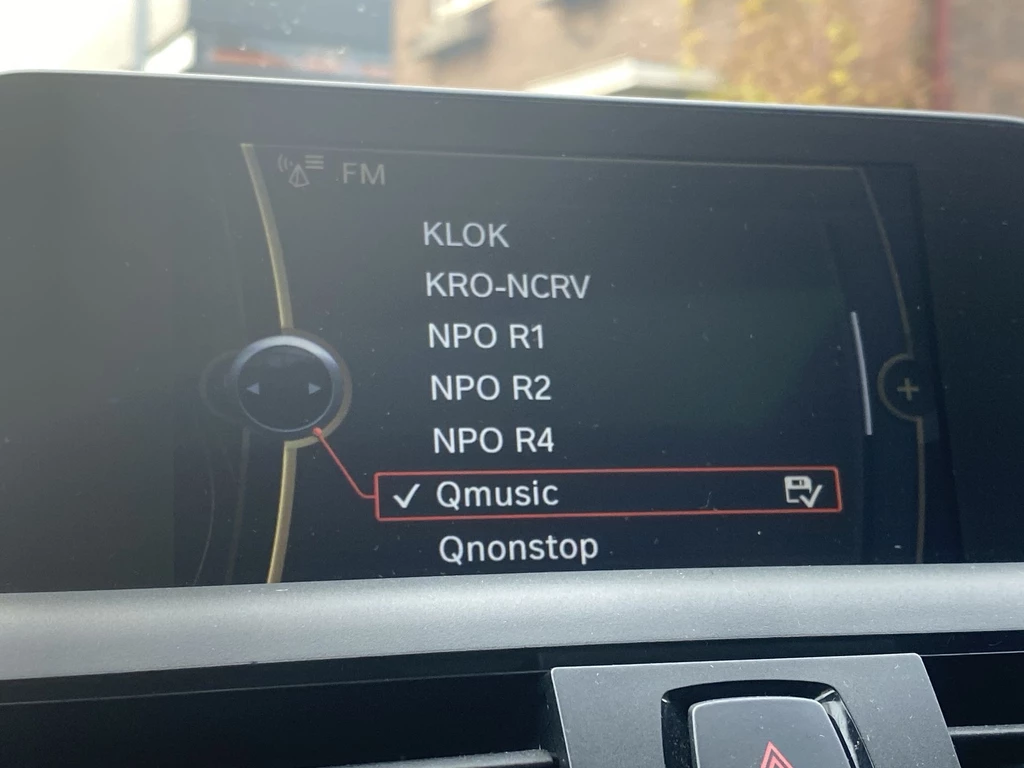 FM
KLOK
KRO-NCRV
NPO R1
NPO R2
NPO R4
Qmusic
Qnonstop